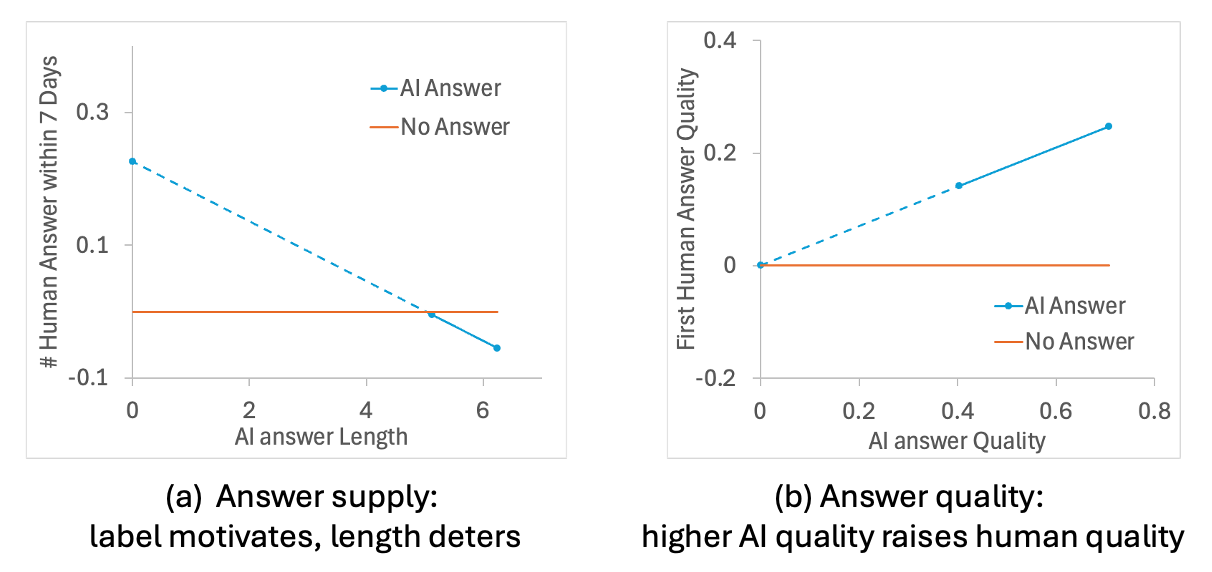 # Human Answer within 7 Days
0.3
0.1
-0.1
0
2
4
6
AI answer Length
AI Answer
No Answer
(a) Answer supply:
label motivates, length deters
First Human Answer Quality
0.4
0.2
0
-0.2
0
0.2
0.4
0.6
0.8
AI answer Quality
AI Answer
No Answer
(b) Answer quality:
higher AI quality raises human quality